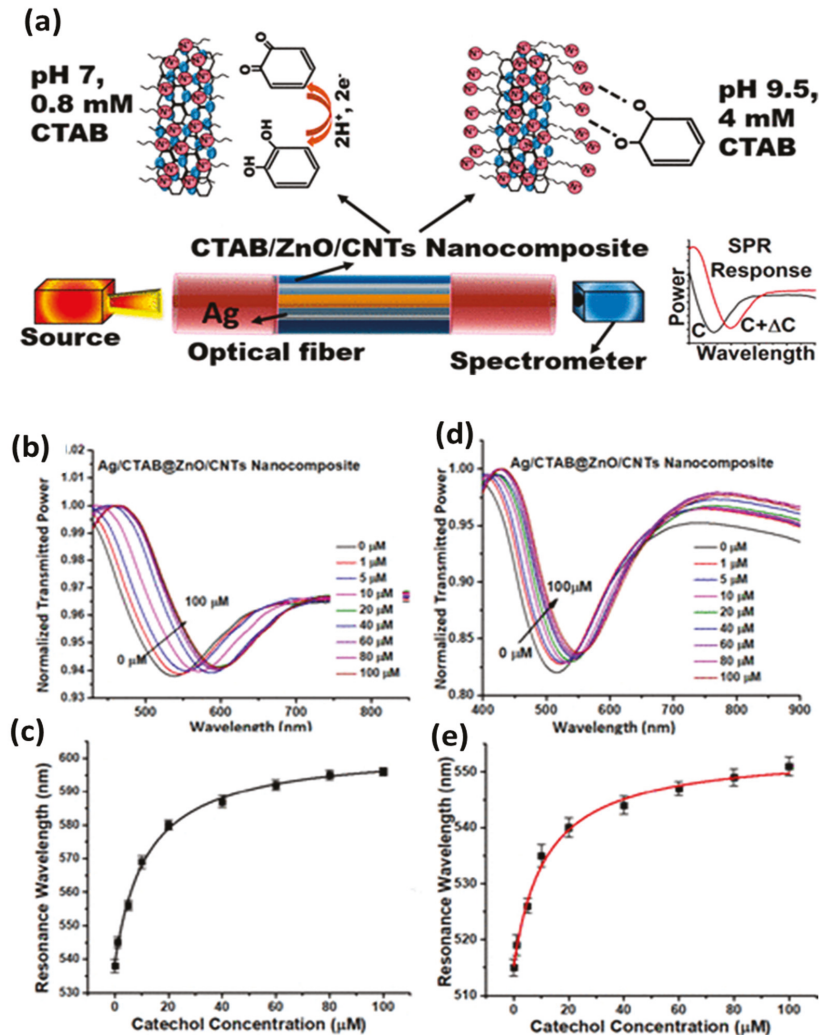 (a)
pH 7,
0.8 mM
CTAB
2H⁺, 2e⁻
O
O
OH
OH
N⁺
pH 9.5,
4 mM
CTAB
O
O
CTAB/ZnO/CNTs Nanocomposite
Source
Ag
Optical fiber
Spectrometer
SPR
Response
Power
C
C+ΔC
Wavelength
(b)
Ag/CTAB@ZnO/CNTs Nanocomposite
Normalized Transmitted Power
1.02
1.01
1.00
0.99
0.98
0.97
0.96
0.95
0.94
0.93
100 µM
0 µM
0 µM
1 µM
5 µM
10 µM
20 µM
40 µM
60 µM
80 µM
100 µM
500 600 700 800
Wavelength (nm)
(d)
Ag/CTAB@ZnO/CNTs Nanocomposite
Normalized Transmitted Power
1.00
0.95
0.90
0.85
0.80
100µM
0 µM
0 µM
1 µM
5 µM
10 µM
20 µM
40 µM
60 µM
80 µM
100 µM
400 500 600 700 800 900
Wavelength (nm)
(c)
Resonance Wavelength (nm)
600
590
580
570
560
550
540
530
0 20 40 60 80 100
Catechol Concentration (µM)
(e)
Resonance Wavelength (nm)
550
540
530
520
510
0 20 40 60 80 100
Catechol Concentration (µM)